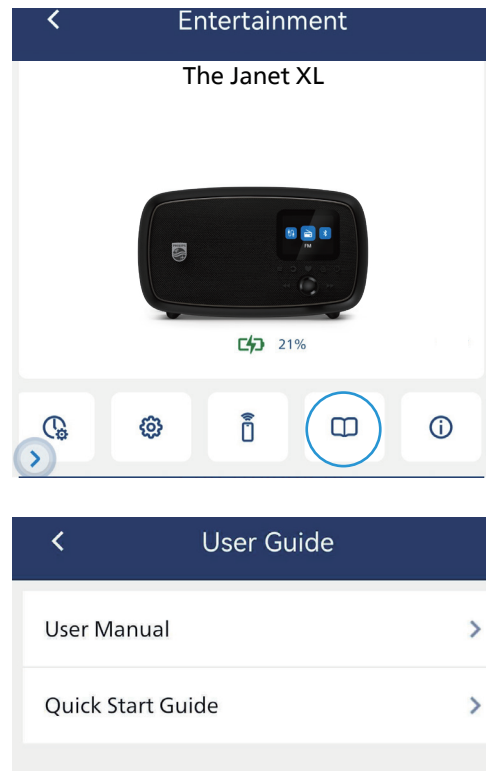 Entertainment
The Janet XL
FM
21%
User Guide
User Manual
Quick Start Guide